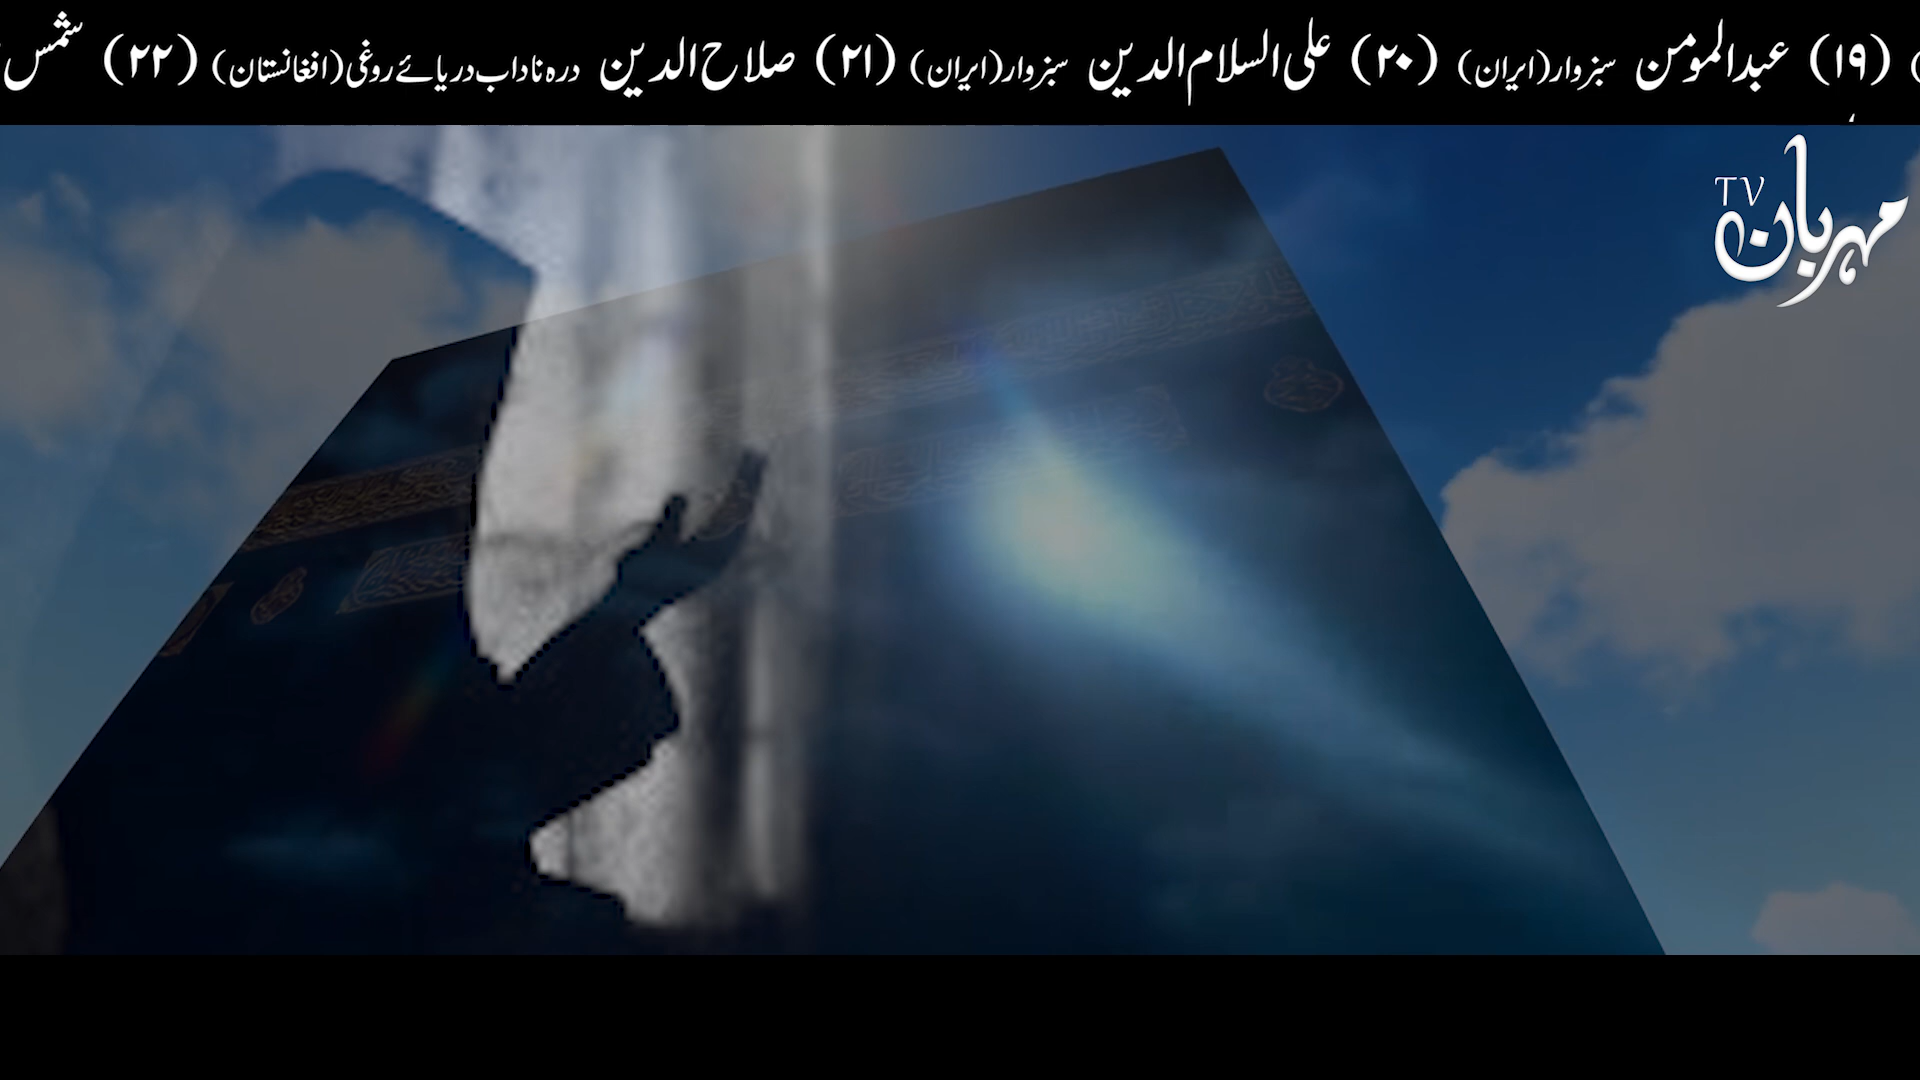 (۱۹) عبدالمومن سبزوار(ایران) (۲۰) علی السلام الدین سبزوار(ایران) (۲۱) صلاح الدین درہ ناداب دریائے روغی(افغانستان) (۲۲) شمس
مہربان TV